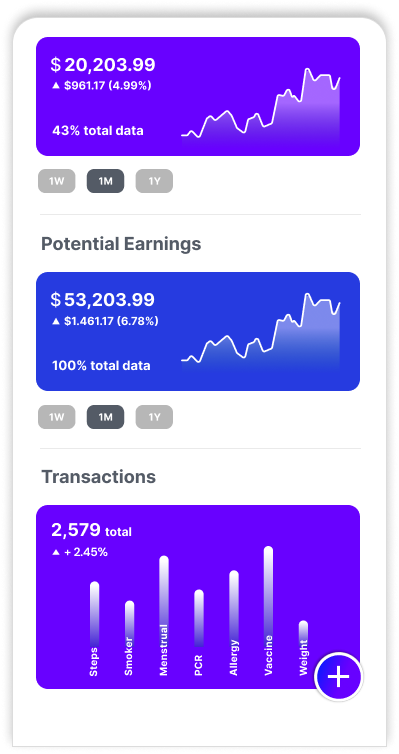 $ 20,203.99
▲ $961.17 (4.99%)
43% total data
1W 1M 1Y
Potential Earnings
$ 53,203.99
▲ $1.461.17 (6.78%)
100% total data
1W 1M 1Y
Transactions
2,579 total
▲ + 2.45%
Steps
Smoker
Menstrual
PCR
Allergy
Vaccine
Weight
+